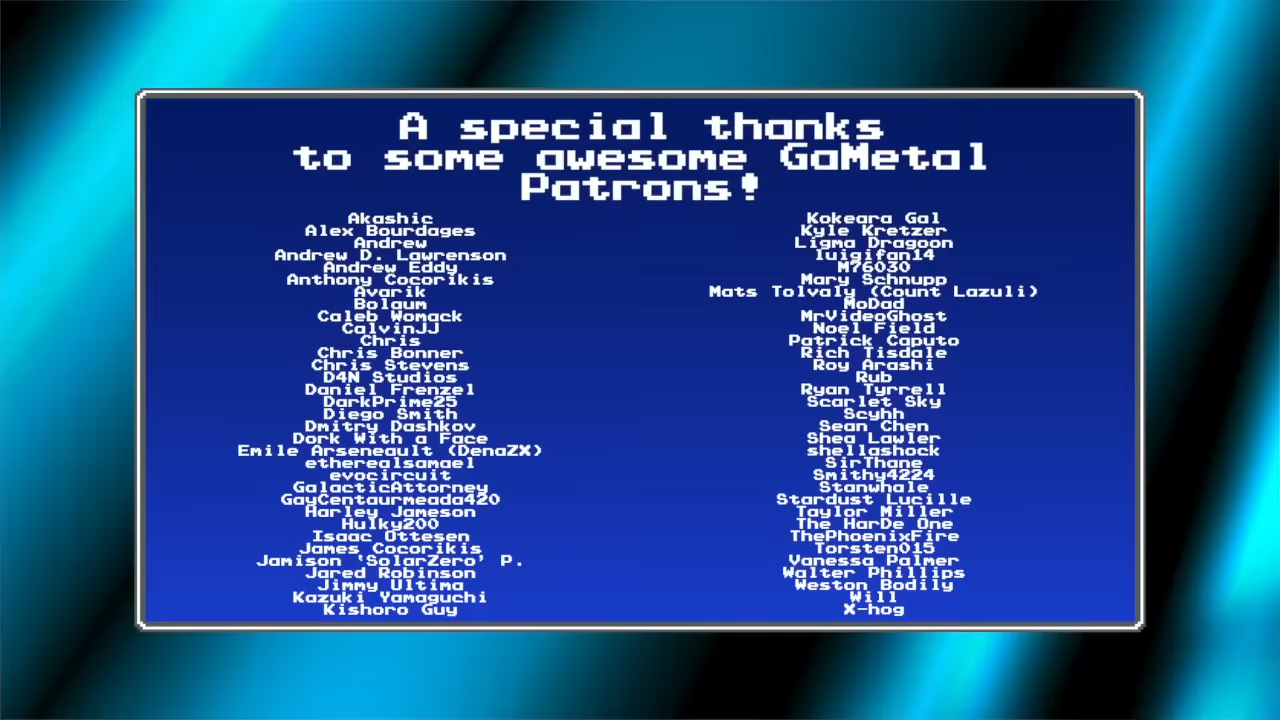 A special thanks
to some awesome GaMetal
Patrons!
Akashic
Alex Bourdages
Andrew
Andrew D. Lawrenson
Andrew Eddy
Anthony Cocorikis
Avarik
Bolaum
Caleb Womack
CalvinJJ
Chris
Chris Bonner
Chris Stevens
D4N Studios
Daniel Frenzel
DarkPrime25
Diego Smith
Dmitry Dashkov
Dork With a Face
Emile Arseneault (DenaZX)
etherealsamael
evocircuit
GalacticAttorney
GayCentaurmeada420
Harley Jameson
Hulky200
Isaac Ottesen
James Cocorikis
Jamison 'SolarZero' P.
Jared Robinson
Jimmy Ultima
Kazuki Yamaguchi
Kishoro Guy
Kokeara Gal
Kyle Kretzer
Ligma Dragoon
luigifan14
M76030
Mary Schnupp
Mats Tolvaly (Count Lazuli)
MoDad
MrVideoGhost
Noel Field
Patrick Caputo
Rich Tisdale
Roy Arashi
Rub
Ryan Tyrrell
Scarlet Sky
Scyhh
Sean Chen
Shea Lawler
shellashock
SirThane
Smithy4224
Stanwhale
Stardust Lucille
Taylor Miller
The HarDe One
ThePhoenixFire
Torsten015
Vanessa Palmer
Walter Phillips
Weston Bodily
Will
X-hog